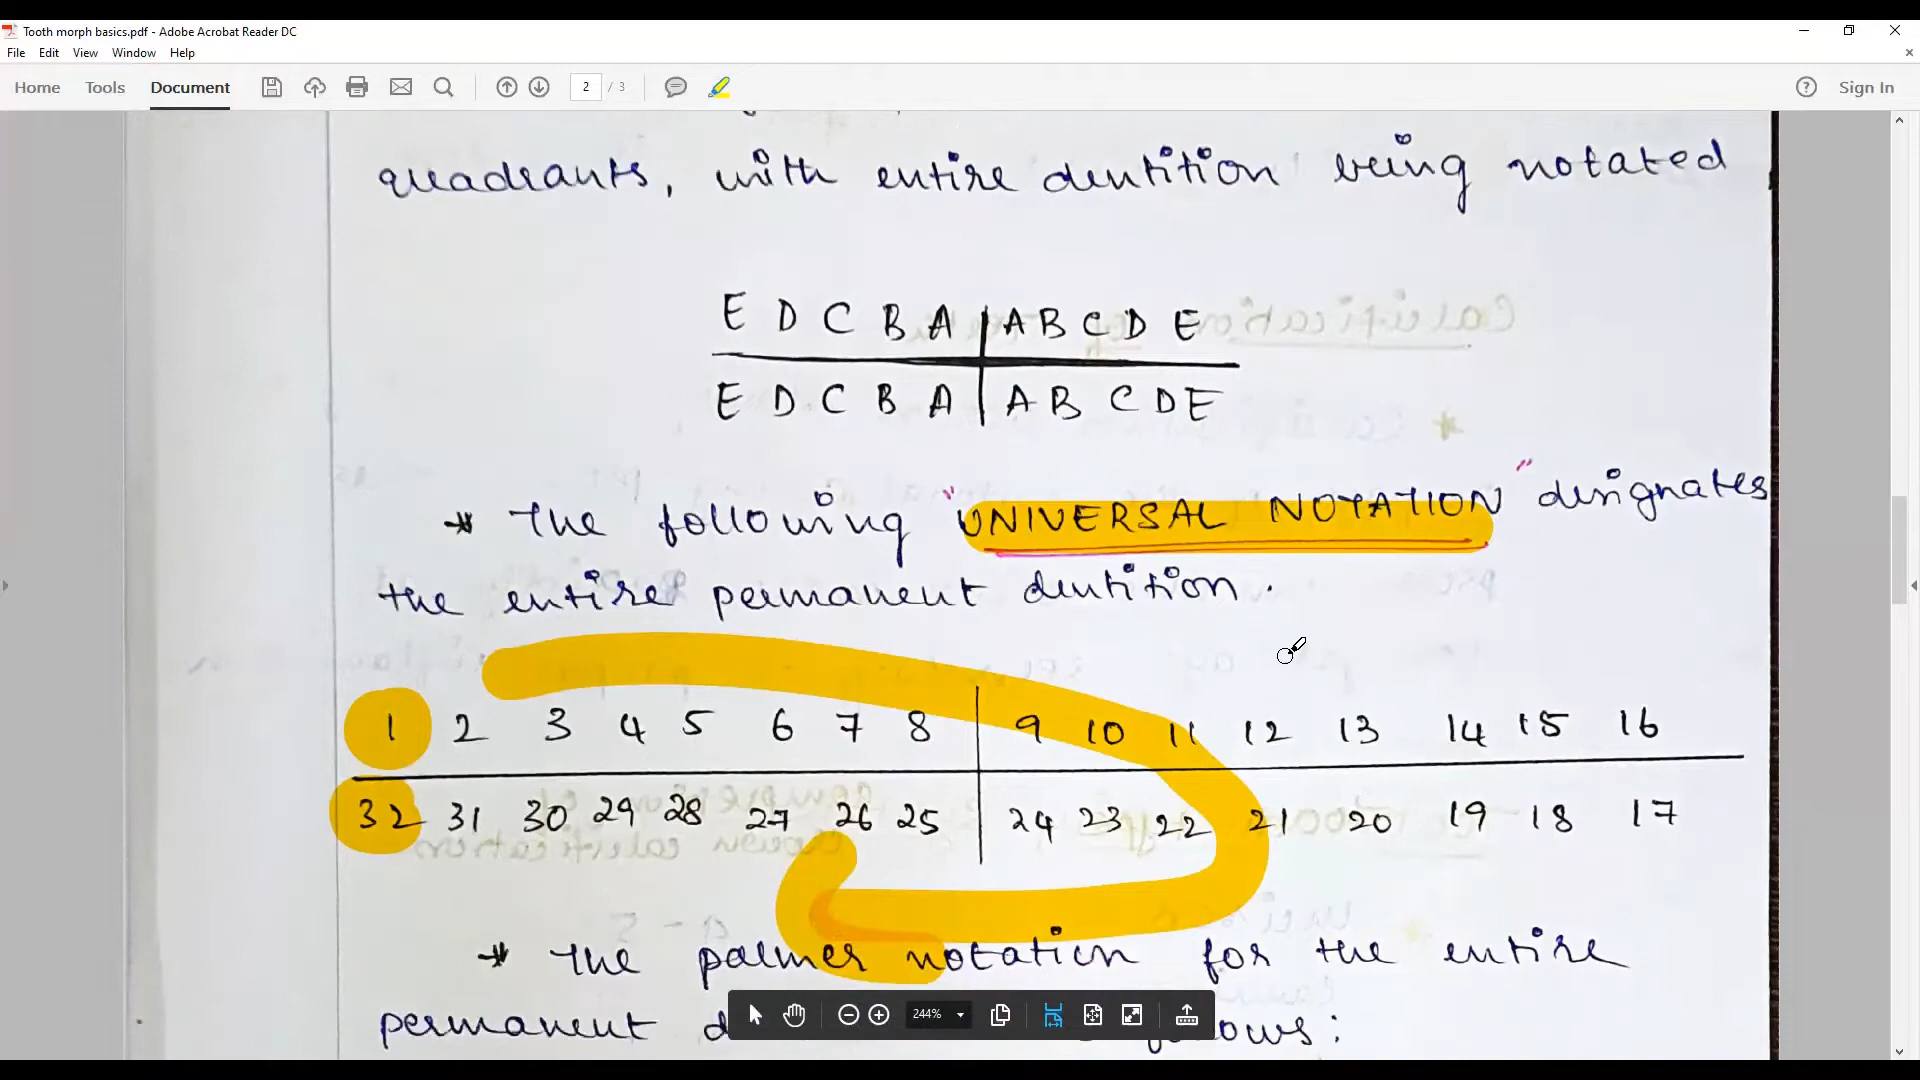 Tooth morph basics.pdf - Adobe Acrobat Reader DC
File Edit View Window Help
Home Tools Document 2 / 3 Sign In
quadrants, with entire dentition being notated
E D C B A | A B C D E
E D C B A | A B C D E
* The following "UNIVERSAL NOTATION" designates
the entire permanent dentition.
1 2 3 4 5 6 7 8 | 9 10 11 12 13 14 15 16
32 31 30 29 28 27 26 25 | 24 23 22 21 20 19 18 17
* The palmer notation for the entire
permanent
244%